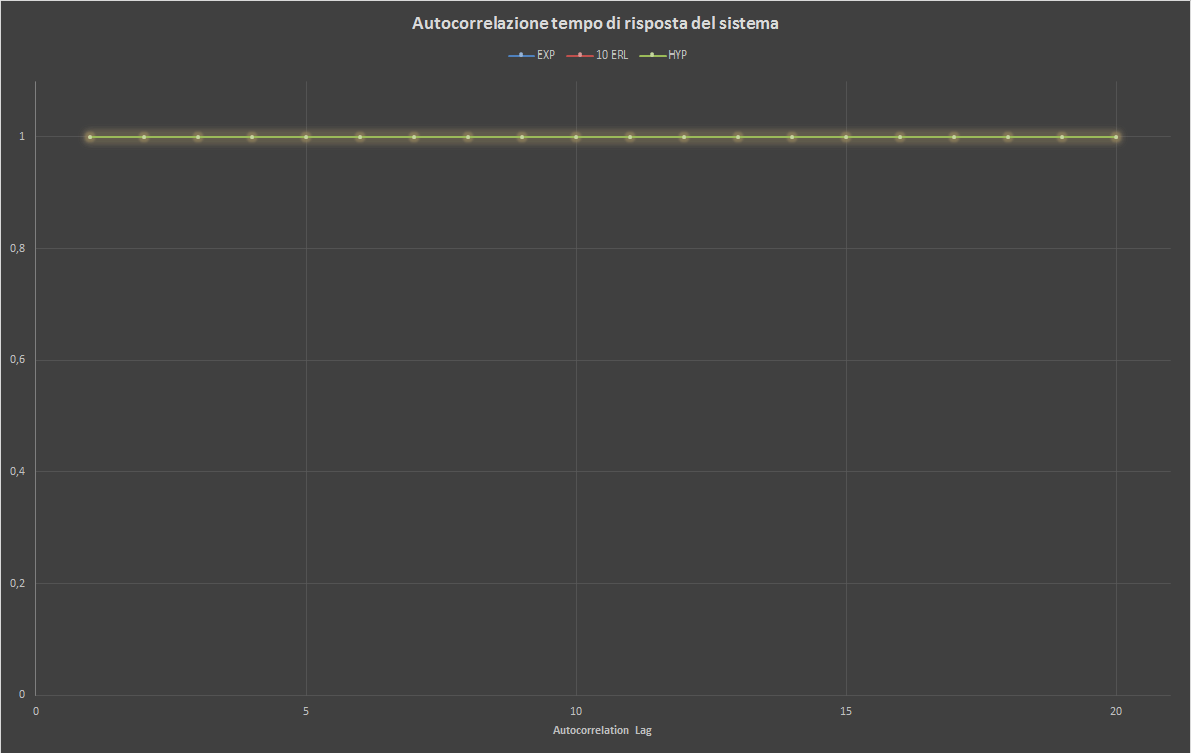 Autocorrelazione tempo di risposta del sistema
EXP 10 ERL HYP
1
0,8
0,6
0,4
0,2
0
0 5 10 15 20
Autocorrelation Lag